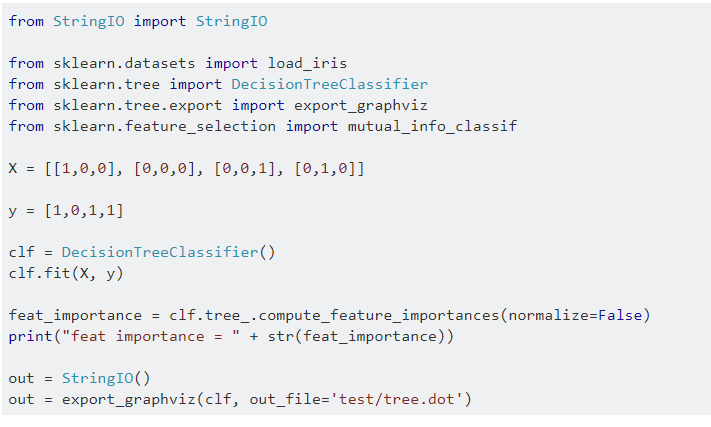 from StringIO import StringIO
from sklearn.datasets import load_iris
from sklearn.tree import DecisionTreeClassifier
from sklearn.tree.export import export_graphviz
from sklearn.feature_selection import mutual_info_classif
X = [[1,0,0], [0,0,0], [0,0,1], [0,1,0]]
y = [1,0,1,1]
clf = DecisionTreeClassifier()
clf.fit(X, y)
feat_importance = clf.tree_.compute_feature_importances(normalize=False)
print("feat importance = " + str(feat_importance))
out = StringIO()
out = export_graphviz(clf, out_file='test/tree.dot')